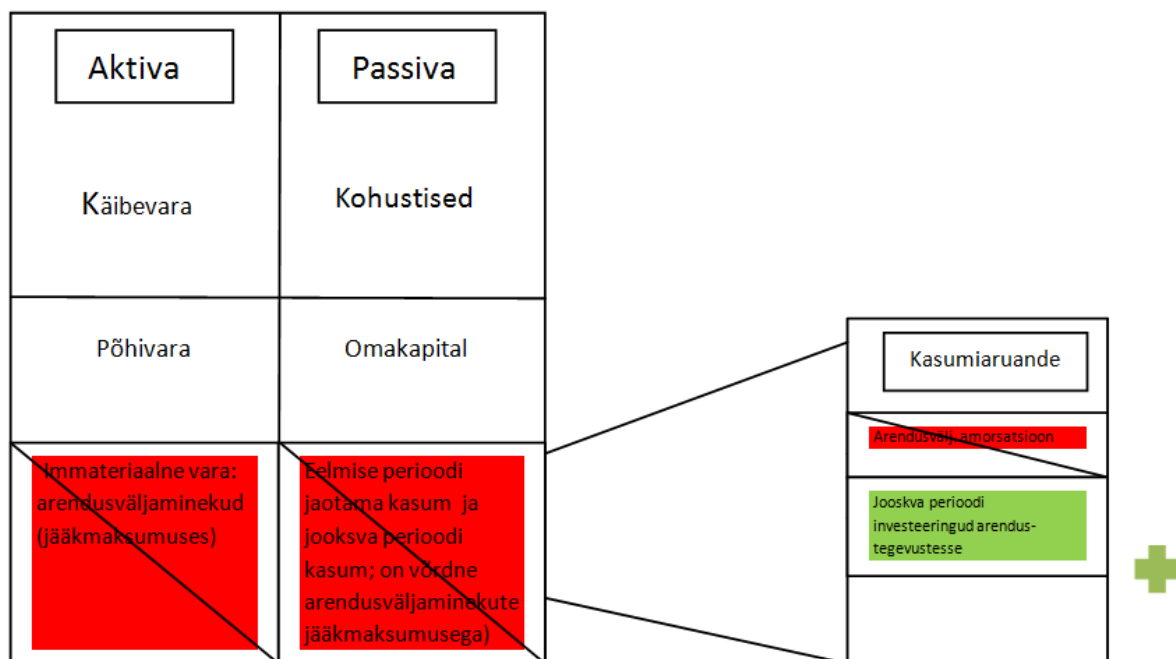 Aktiva
Passiva
Käibevara
Kohustised
Põhivara
Omakapital
Immateriaalne vara:
arendusväljaminekud
(jääkmaksumuses)
Eelmise perioodi
jaotama kasum ja
jooksva perioodi
kasum; on võrdne
arendusväljaminekute
jääkmaksumusega)
Kasumiaruande
Arendusvälj. amorsatsioon
Jooskva perioodi
investeeringud arendus-
tegevustesse